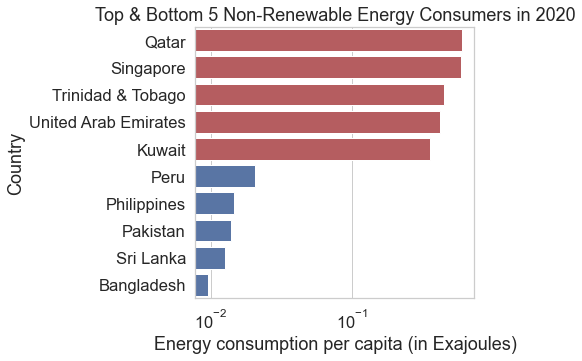 Top & Bottom 5 Non-Renewable Energy Consumers in 2020
Qatar
Singapore
Trinidad & Tobago
United Arab Emirates
Kuwait
Peru
Philippines
Pakistan
Sri Lanka
Bangladesh
Country
10⁻² 10⁻¹
Energy consumption per capita (in Exajoules)